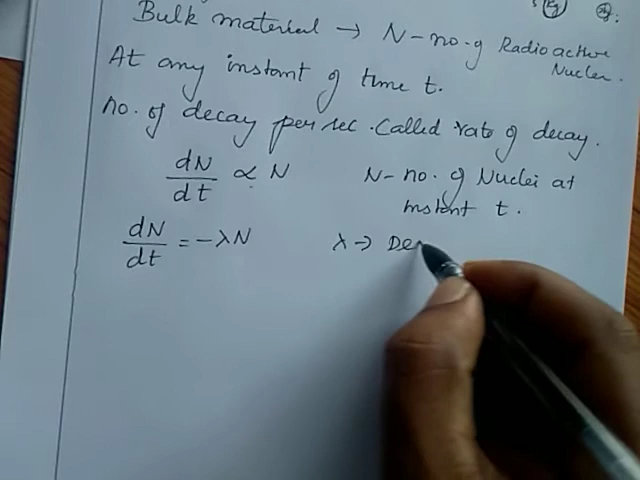 Bulk material → N-no. of Radioactive
Nuclei.
At any instant of time t.
no. of decay per sec. Called rate of decay.
dN/dt ∝ N N- no. of Nuclei at
instant t.
dN/dt = -λN λ → De